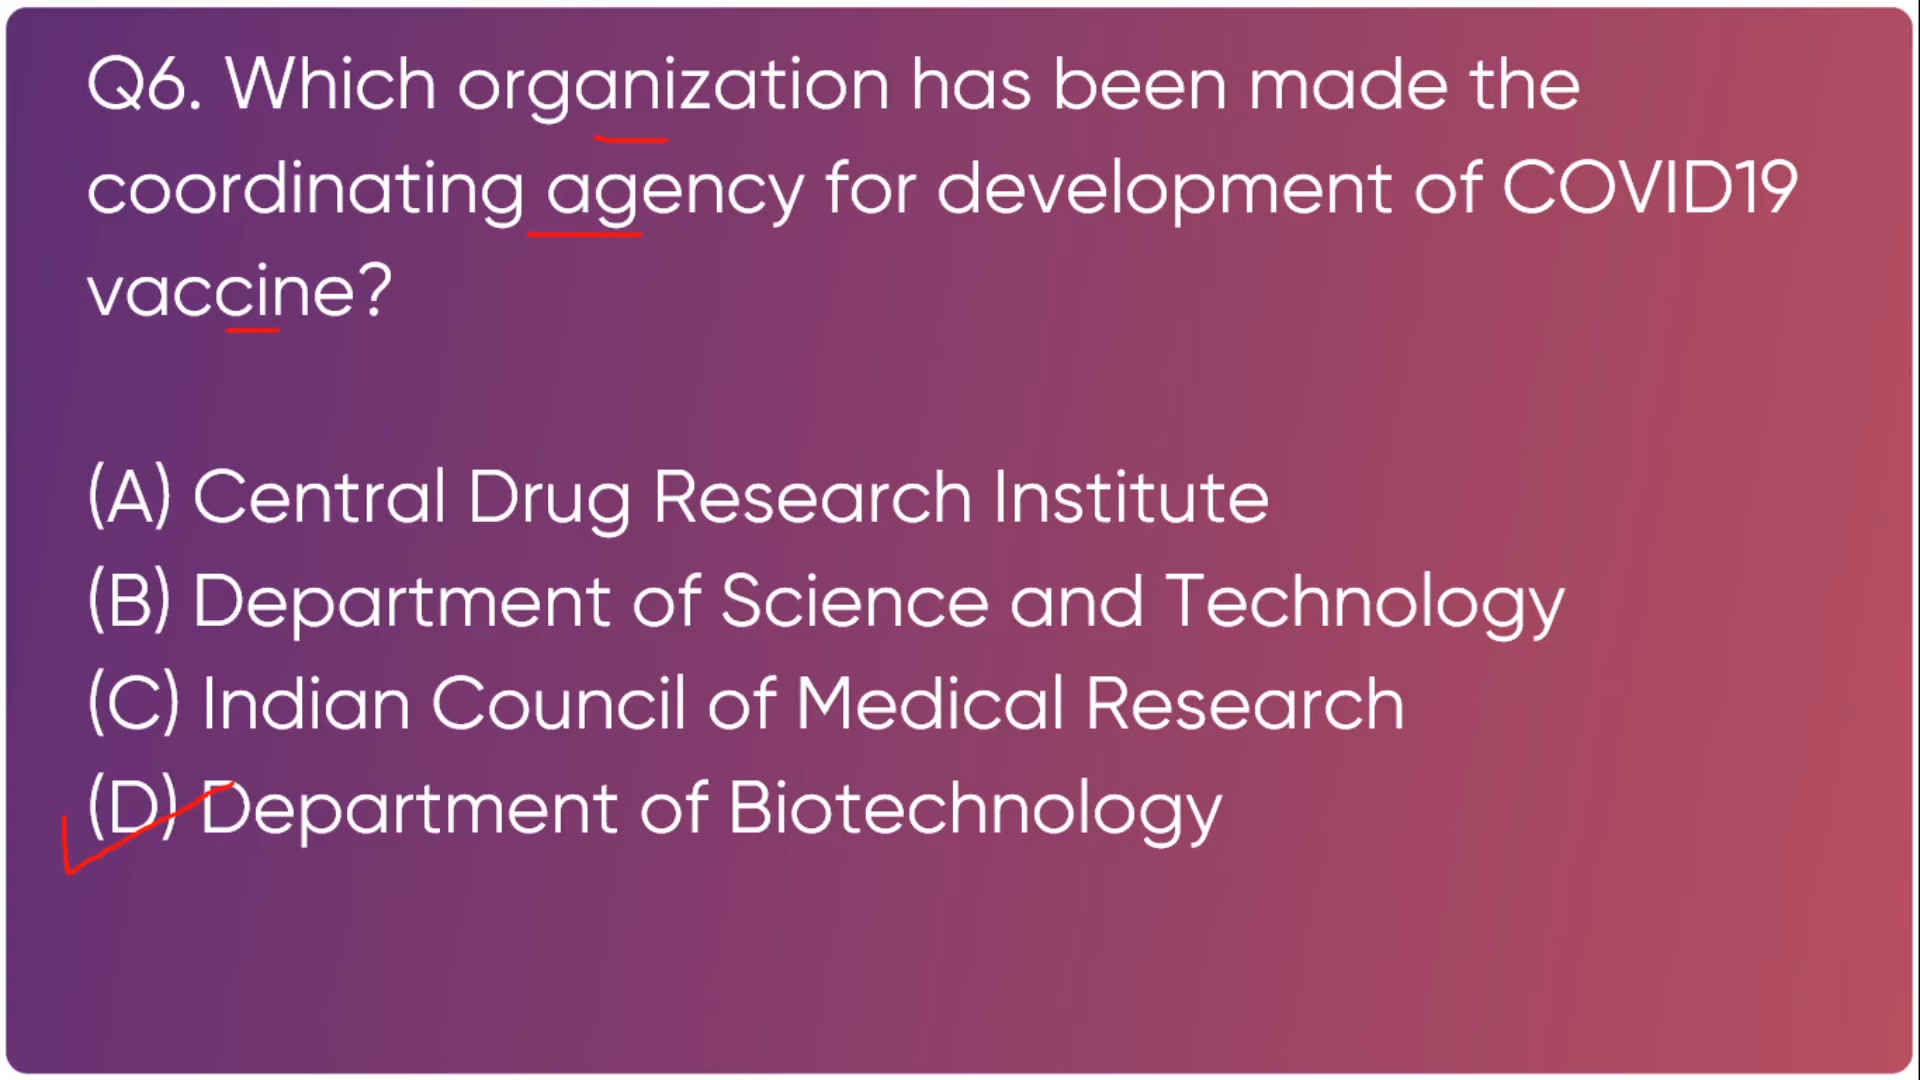 Q6. Which organization has been made the
coordinating agency for development of COVID19
vaccine?
(A) Central Drug Research Institute
(B) Department of Science and Technology
(C) Indian Council of Medical Research
(D) Department of Biotechnology